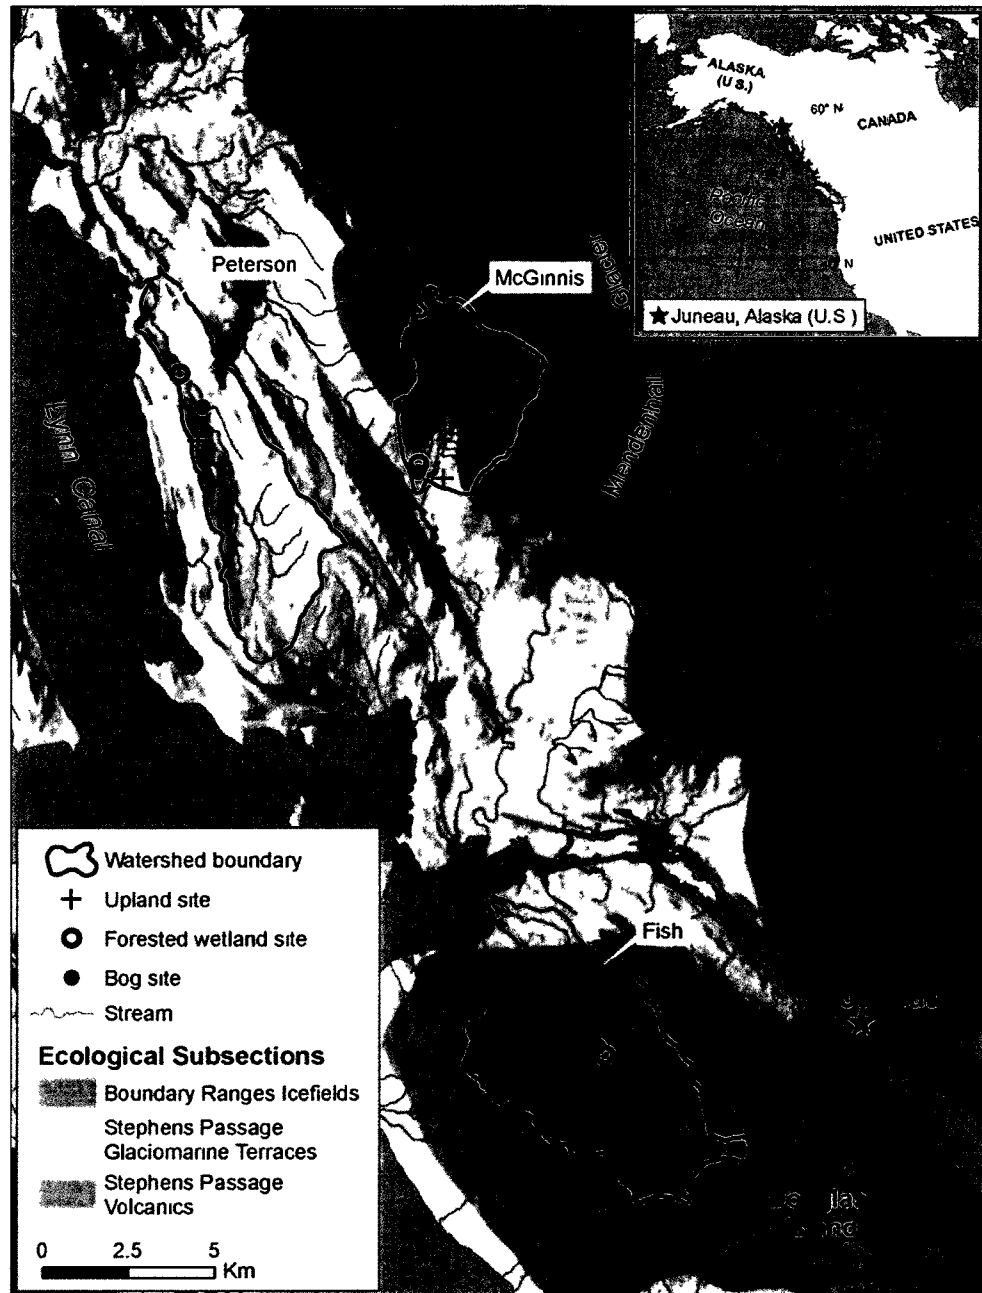 ALASKA
(U S.)
60° N
CANADA
Pacific
Ocean
UNITED STATES
N
★ Juneau, Alaska (U.S )
Peterson
McGinnis
Glacier
Mendenhall
Lynn Canal
Fish
Watershed boundary
Upland site
Forested wetland site
Bog site
Stream
Ecological Subsections
Boundary Ranges Icefields
Stephens Passage
Glaciomarine Terraces
Stephens Passage
Volcanics
0 2.5 5
Km